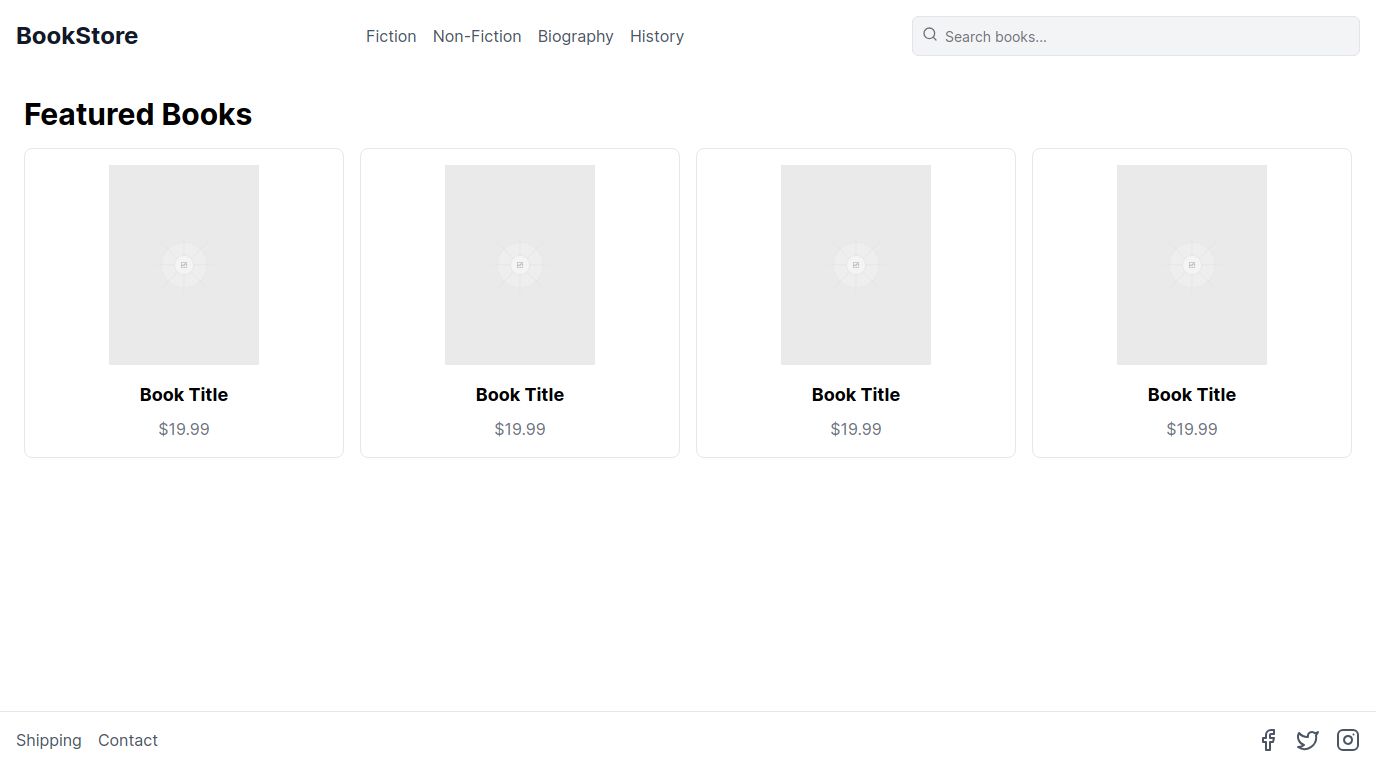 BookStore
Fiction Non-Fiction Biography History
Search books...
Featured Books
Book Title
$19.99
Book Title
$19.99
Book Title
$19.99
Book Title
$19.99
Shipping Contact